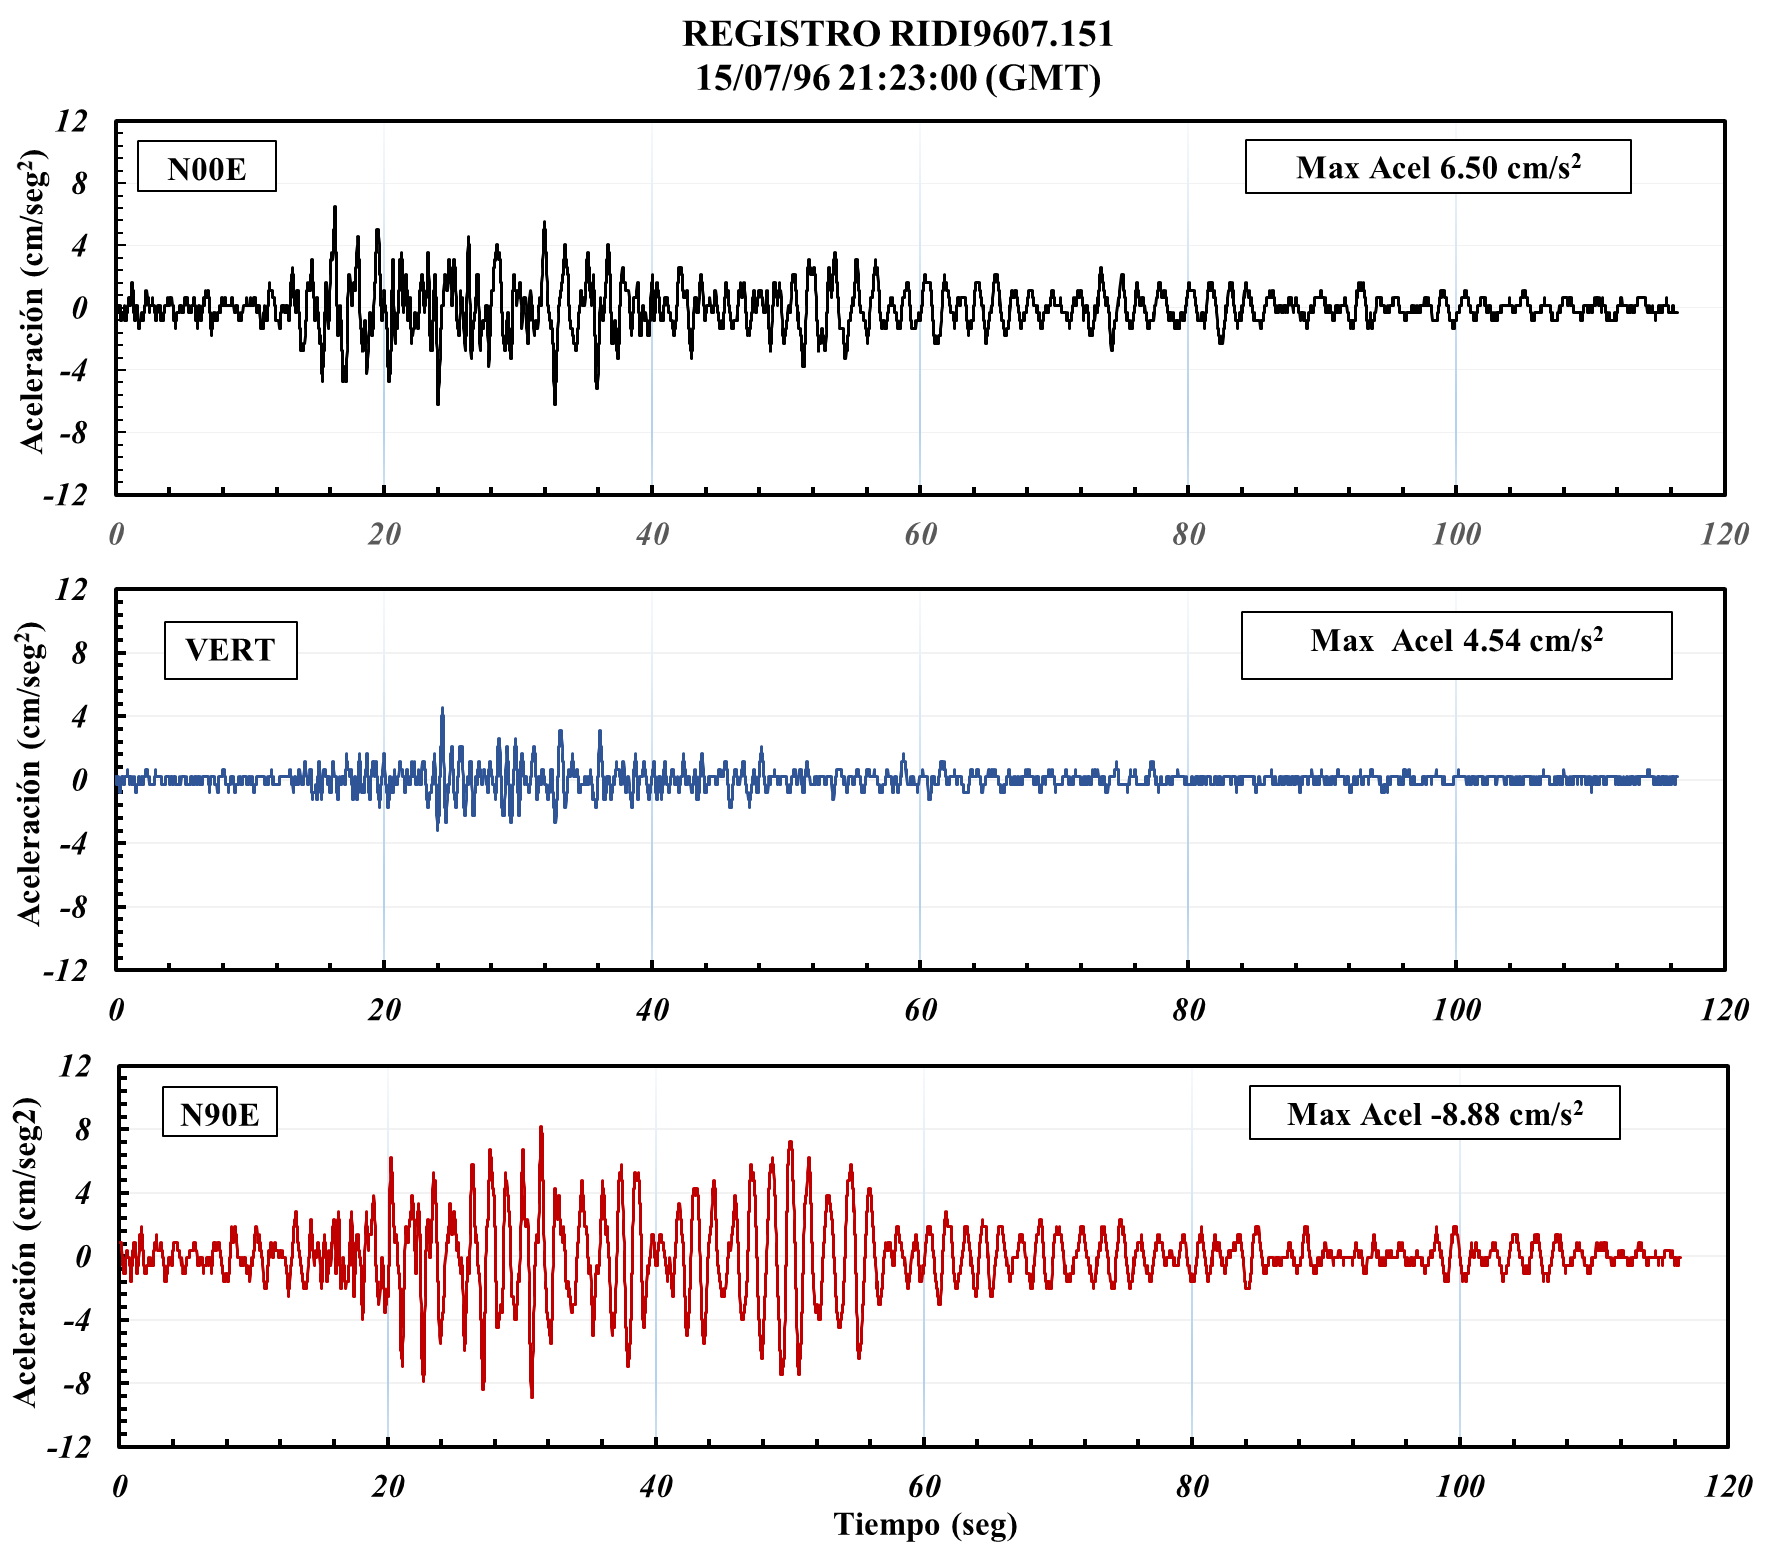 REGISTRO RIDI9607.151
15/07/96 21:23:00 (GMT)
Aceleración (cm/seg²)
12
8
4
0
-4
-8
-12
N00E
Max Acel 6.50 cm/s²
0 20 40 60 80 100 120
Aceleración (cm/seg²)
12
8
4
0
-4
-8
-12
VERT
Max Acel 4.54 cm/s²
0 20 40 60 80 100 120
Aceleración (cm/seg2)
12
8
4
0
-4
-8
-12
N90E
Max Acel -8.88 cm/s²
0 20 40 60 80 100 120
Tiempo (seg)